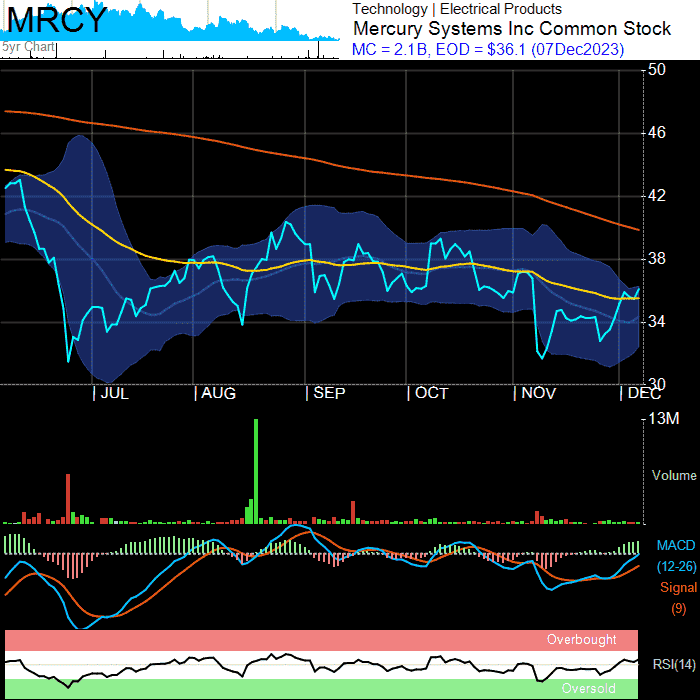 MRCY
5yr Chart
Technology | Electrical Products
Mercury Systems Inc Common Stock
MC = 2.1B, EOD = $36.1 (07Dec2023)
50
46
42
38
34
30
JUL AUG SEP OCT NOV DEC
13M
Volume
MACD
(12-26)
Signal
(9)
Overbought
RSI(14)
Oversold